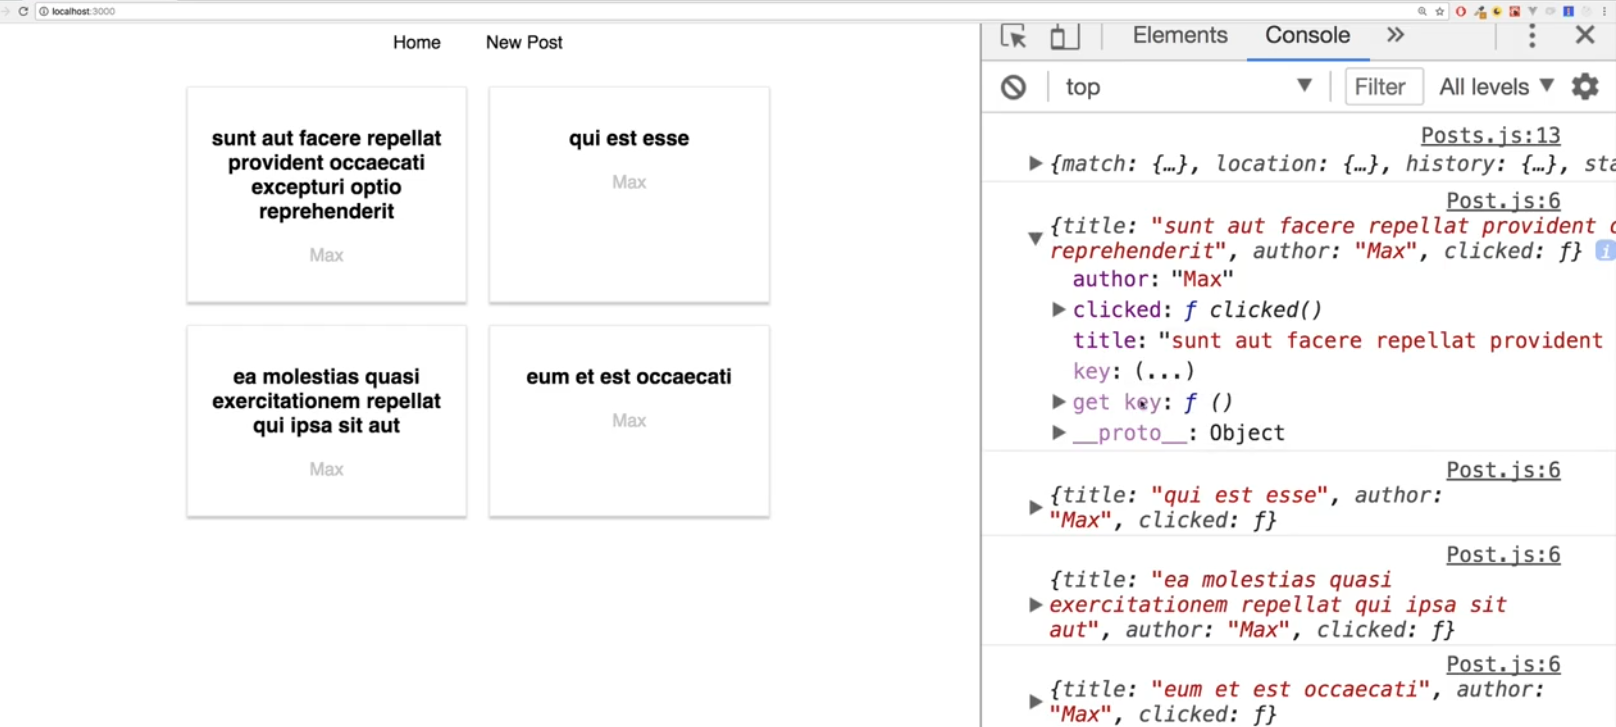 localhost:3000
Home New Post
sunt aut facere repellat
provident occaecati
excepturi optio
reprehenderit
Max
qui est esse
Max
ea molestias quasi
exercitationem repellat
qui ipsa sit aut
Max
eum et est occaecati
Max
Elements Console »
top Filter All levels
Posts.js:13
{match: {…}, location: {…}, history: {…}, sta
Post.js:6
{title: "sunt aut facere repellat provident o
reprehenderit", author: "Max", clicked: ƒ} i
author: "Max"
clicked: ƒ clicked()
title: "sunt aut facere repellat provident
key: (...)
get key: ƒ ()
__proto__: Object
Post.js:6
{title: "qui est esse", author:
"Max", clicked: ƒ}
Post.js:6
{title: "ea molestias quasi
exercitationem repellat qui ipsa sit
aut", author: "Max", clicked: ƒ}
Post.js:6
{title: "eum et est occaecati", author:
"Max", clicked: ƒ}